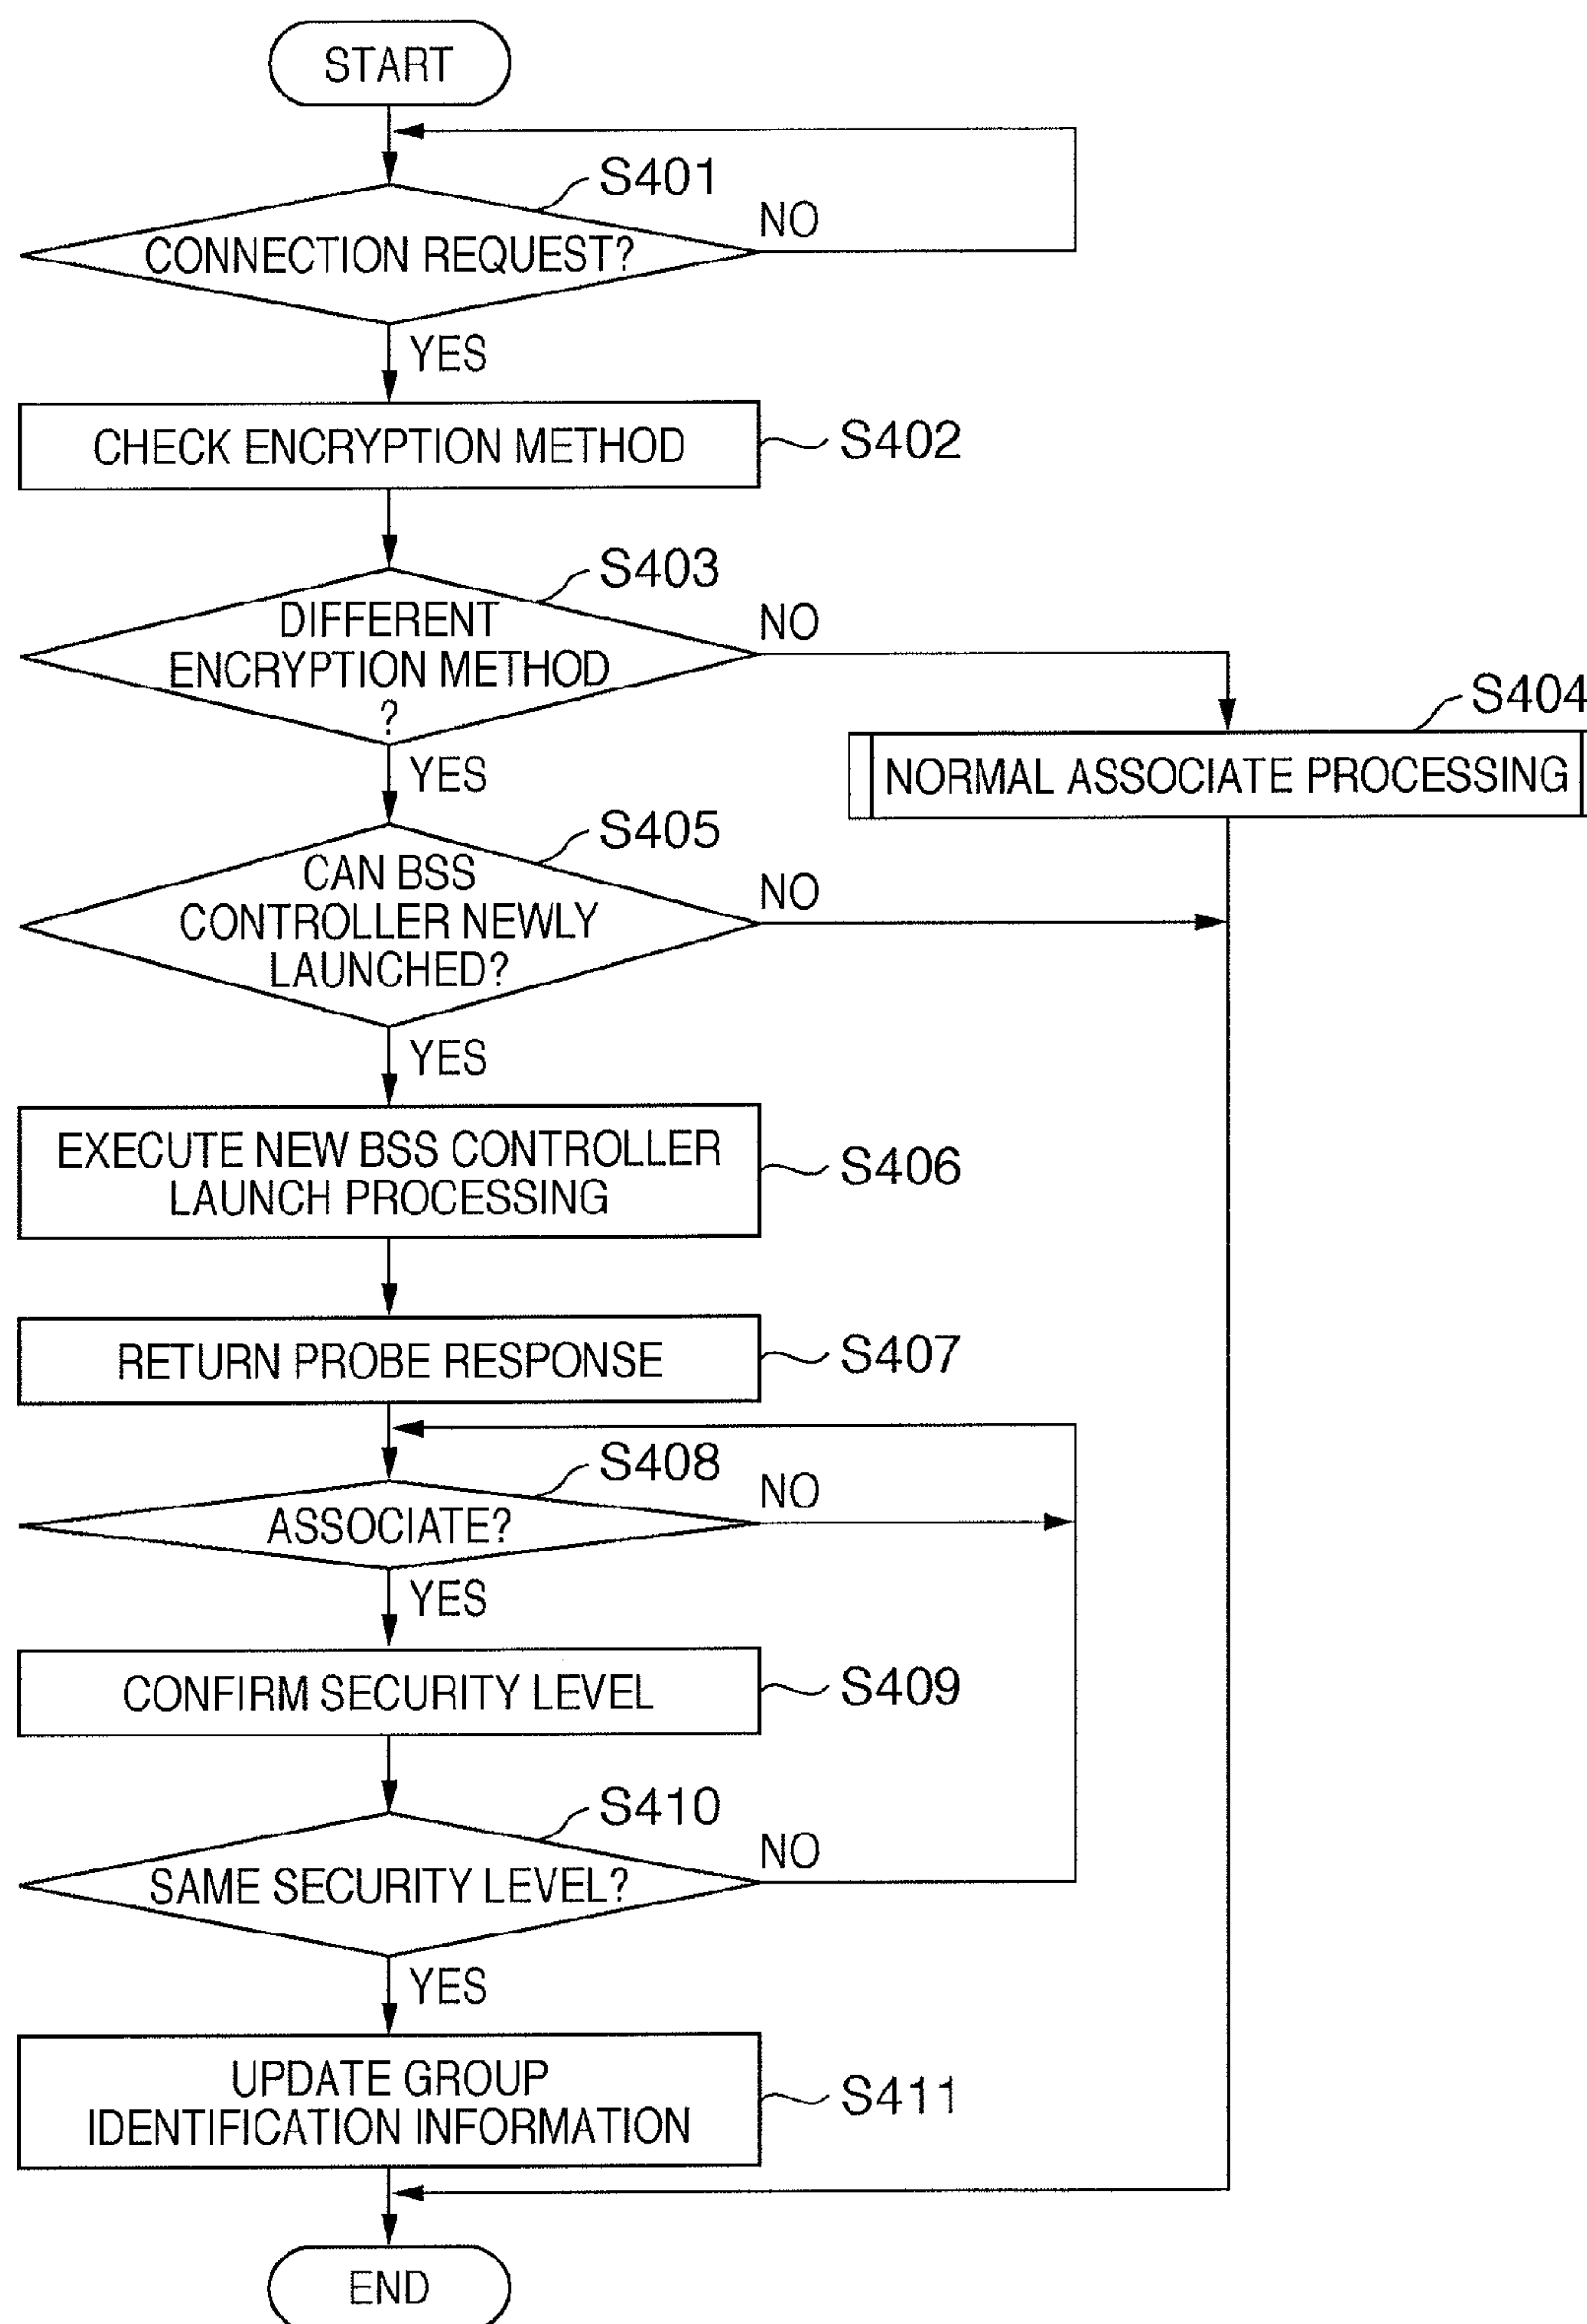 START
S401
CONNECTION REQUEST?
NO
YES
CHECK ENCRYPTION METHOD
S402
S403
DIFFERENT
ENCRYPTION METHOD
?
NO
YES
S404
NORMAL ASSOCIATE PROCESSING
S405
CAN BSS
CONTROLLER NEWLY
LAUNCHED?
NO
YES
EXECUTE NEW BSS CONTROLLER
LAUNCH PROCESSING
S406
RETURN PROBE RESPONSE
S407
S408
ASSOCIATE?
NO
YES
CONFIRM SECURITY LEVEL
S409
S410
SAME SECURITY LEVEL?
NO
YES
UPDATE GROUP
IDENTIFICATION INFORMATION
S411
END